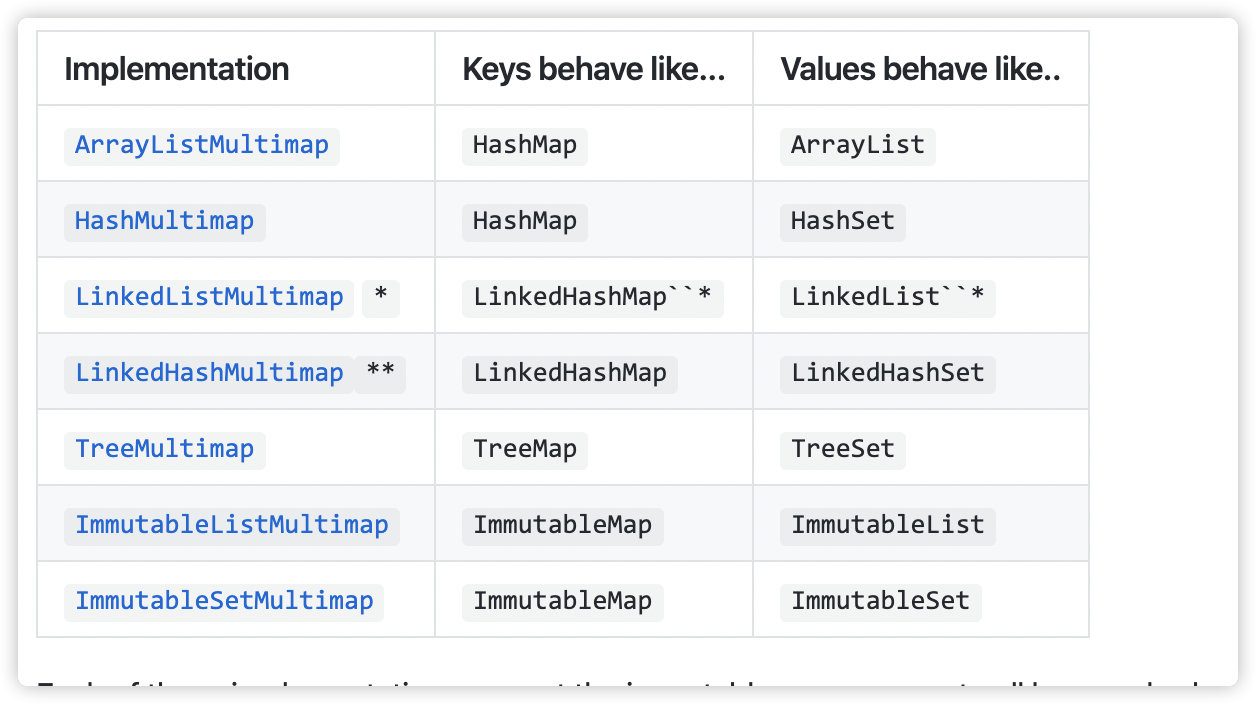 Implementation Keys behave like... Values behave like..
ArrayListMultimap HashMap ArrayList
HashMultimap HashMap HashSet
LinkedListMultimap * LinkedHashMap``* LinkedList``*
LinkedHashMultimap ** LinkedHashMap LinkedHashSet
TreeMultimap TreeMap TreeSet
ImmutableListMultimap ImmutableMap ImmutableList
ImmutableSetMultimap ImmutableMap ImmutableSet